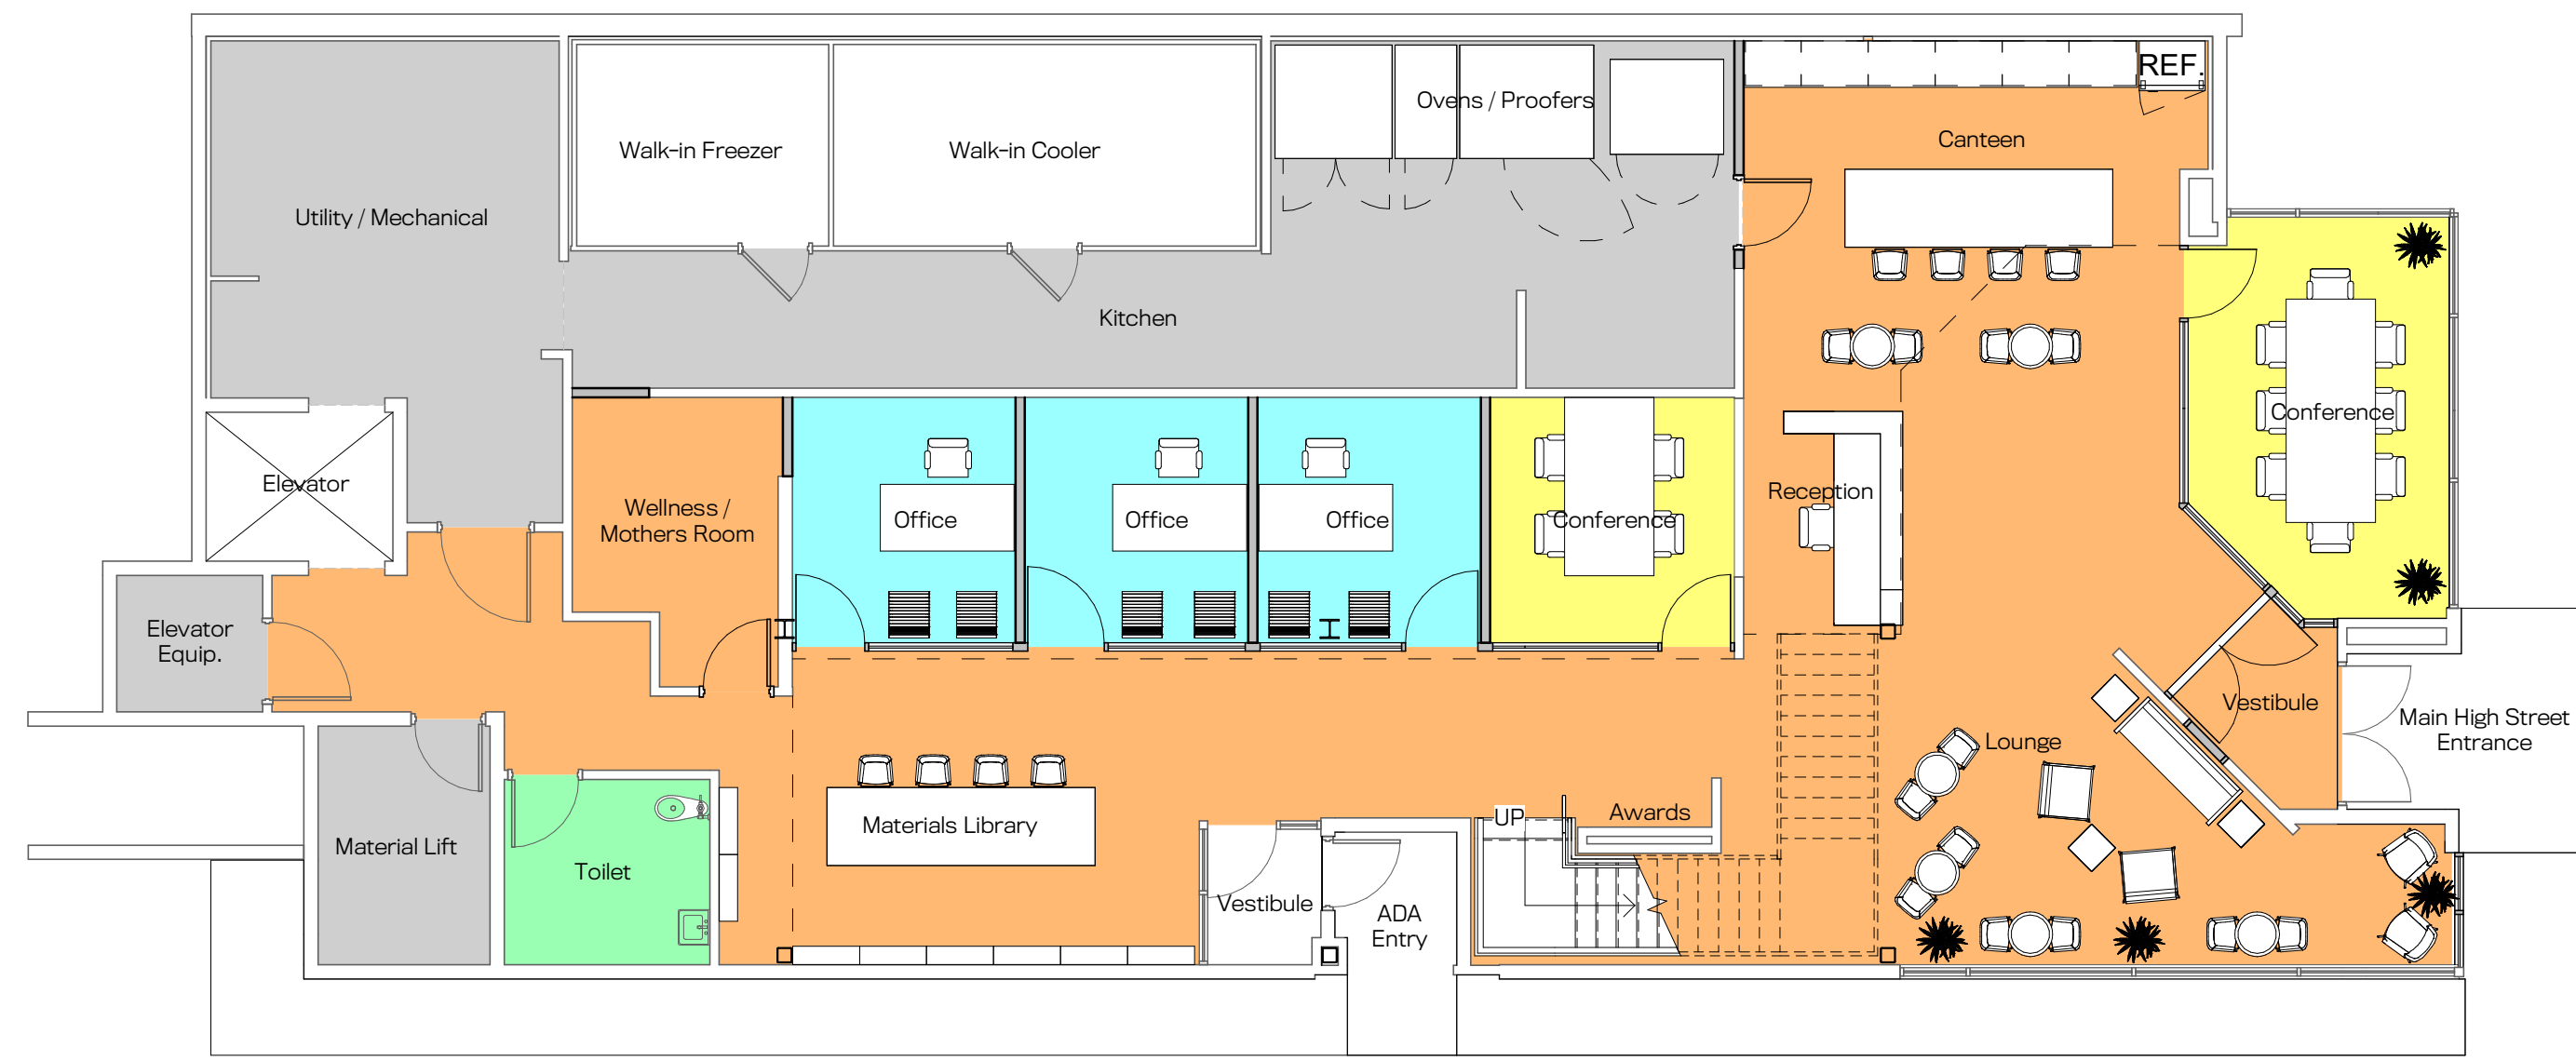 REF.
Ovens / Proofers
Canteen
Walk-in Freezer
Walk-in Cooler
Utility / Mechanical
Kitchen
Conference
Elevator
Reception
Wellness /
Mothers Room
Office
Office
Office
Conference
Elevator
Equip.
Vestibule
Main High Street
Entrance
Lounge
UP
Awards
Materials Library
Material Lift
Toilet
Vestibule
ADA
Entry